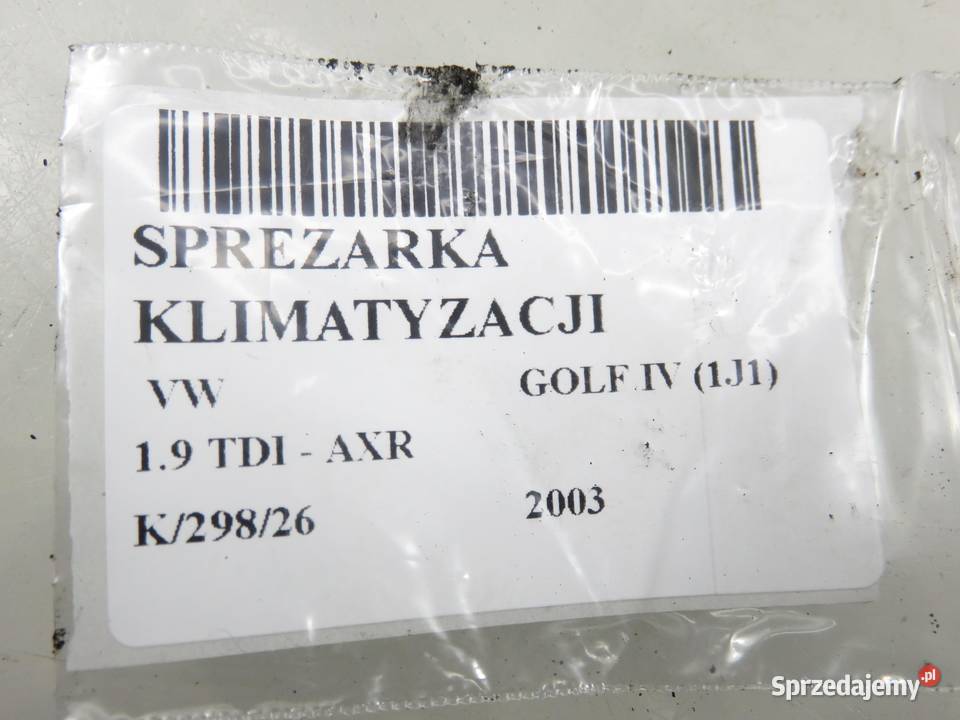 SPREZARKA
KLIMATYZACJI
VW GOLF IV (1J1)
1.9 TDI - AXR
K/298/26 2003
Sprzedajemy.pl